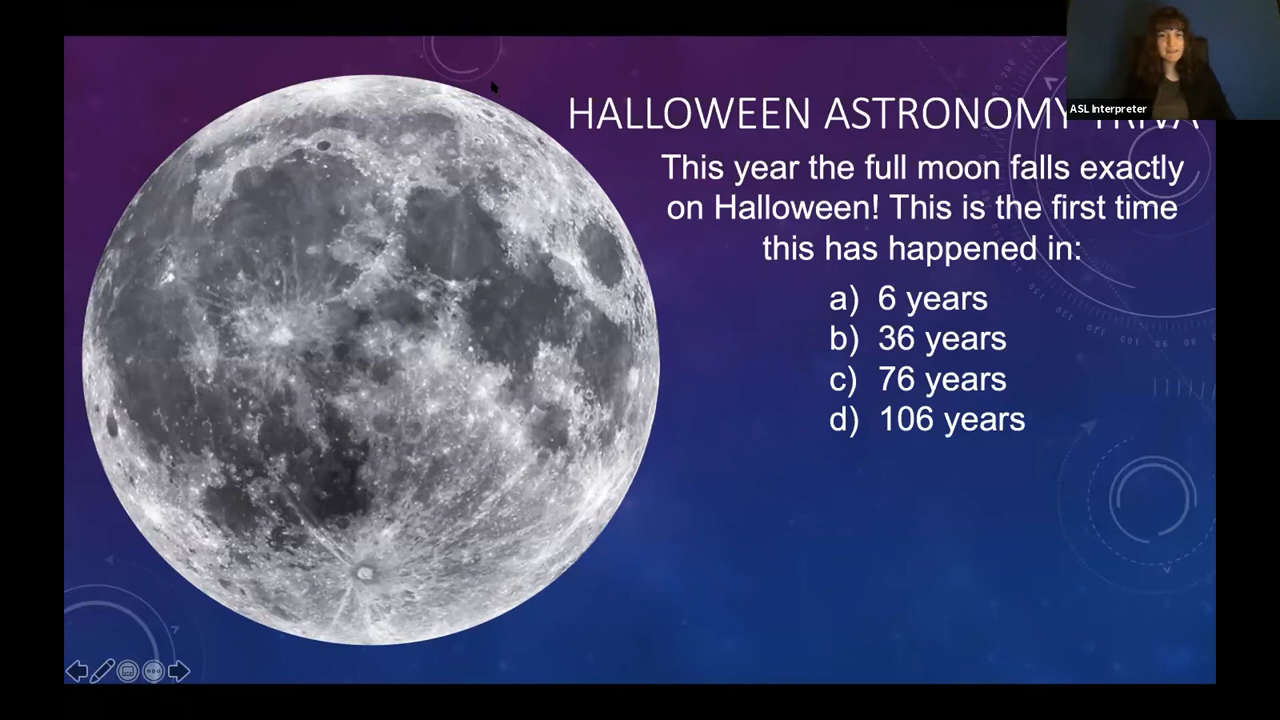 HALLOWEEN ASTRONOMY
ASL Interpreter
This year the full moon falls exactly
on Halloween! This is the first time
this has happened in:
a) 6 years
b) 36 years
c) 76 years
d) 106 years